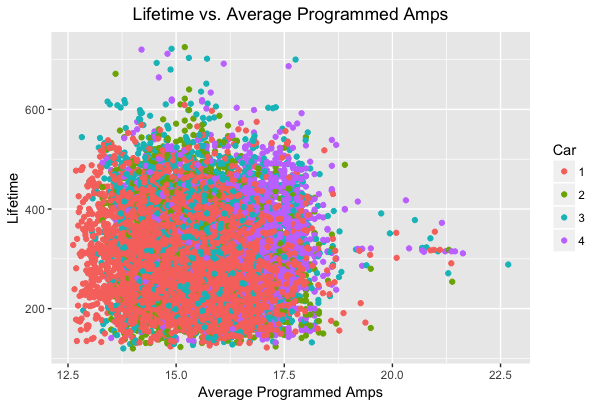 Lifetime vs. Average Programmed Amps
Lifetime
600
400
200
12.5 15.0 17.5 20.0 22.5
Average Programmed Amps
Car
1
2
3
4